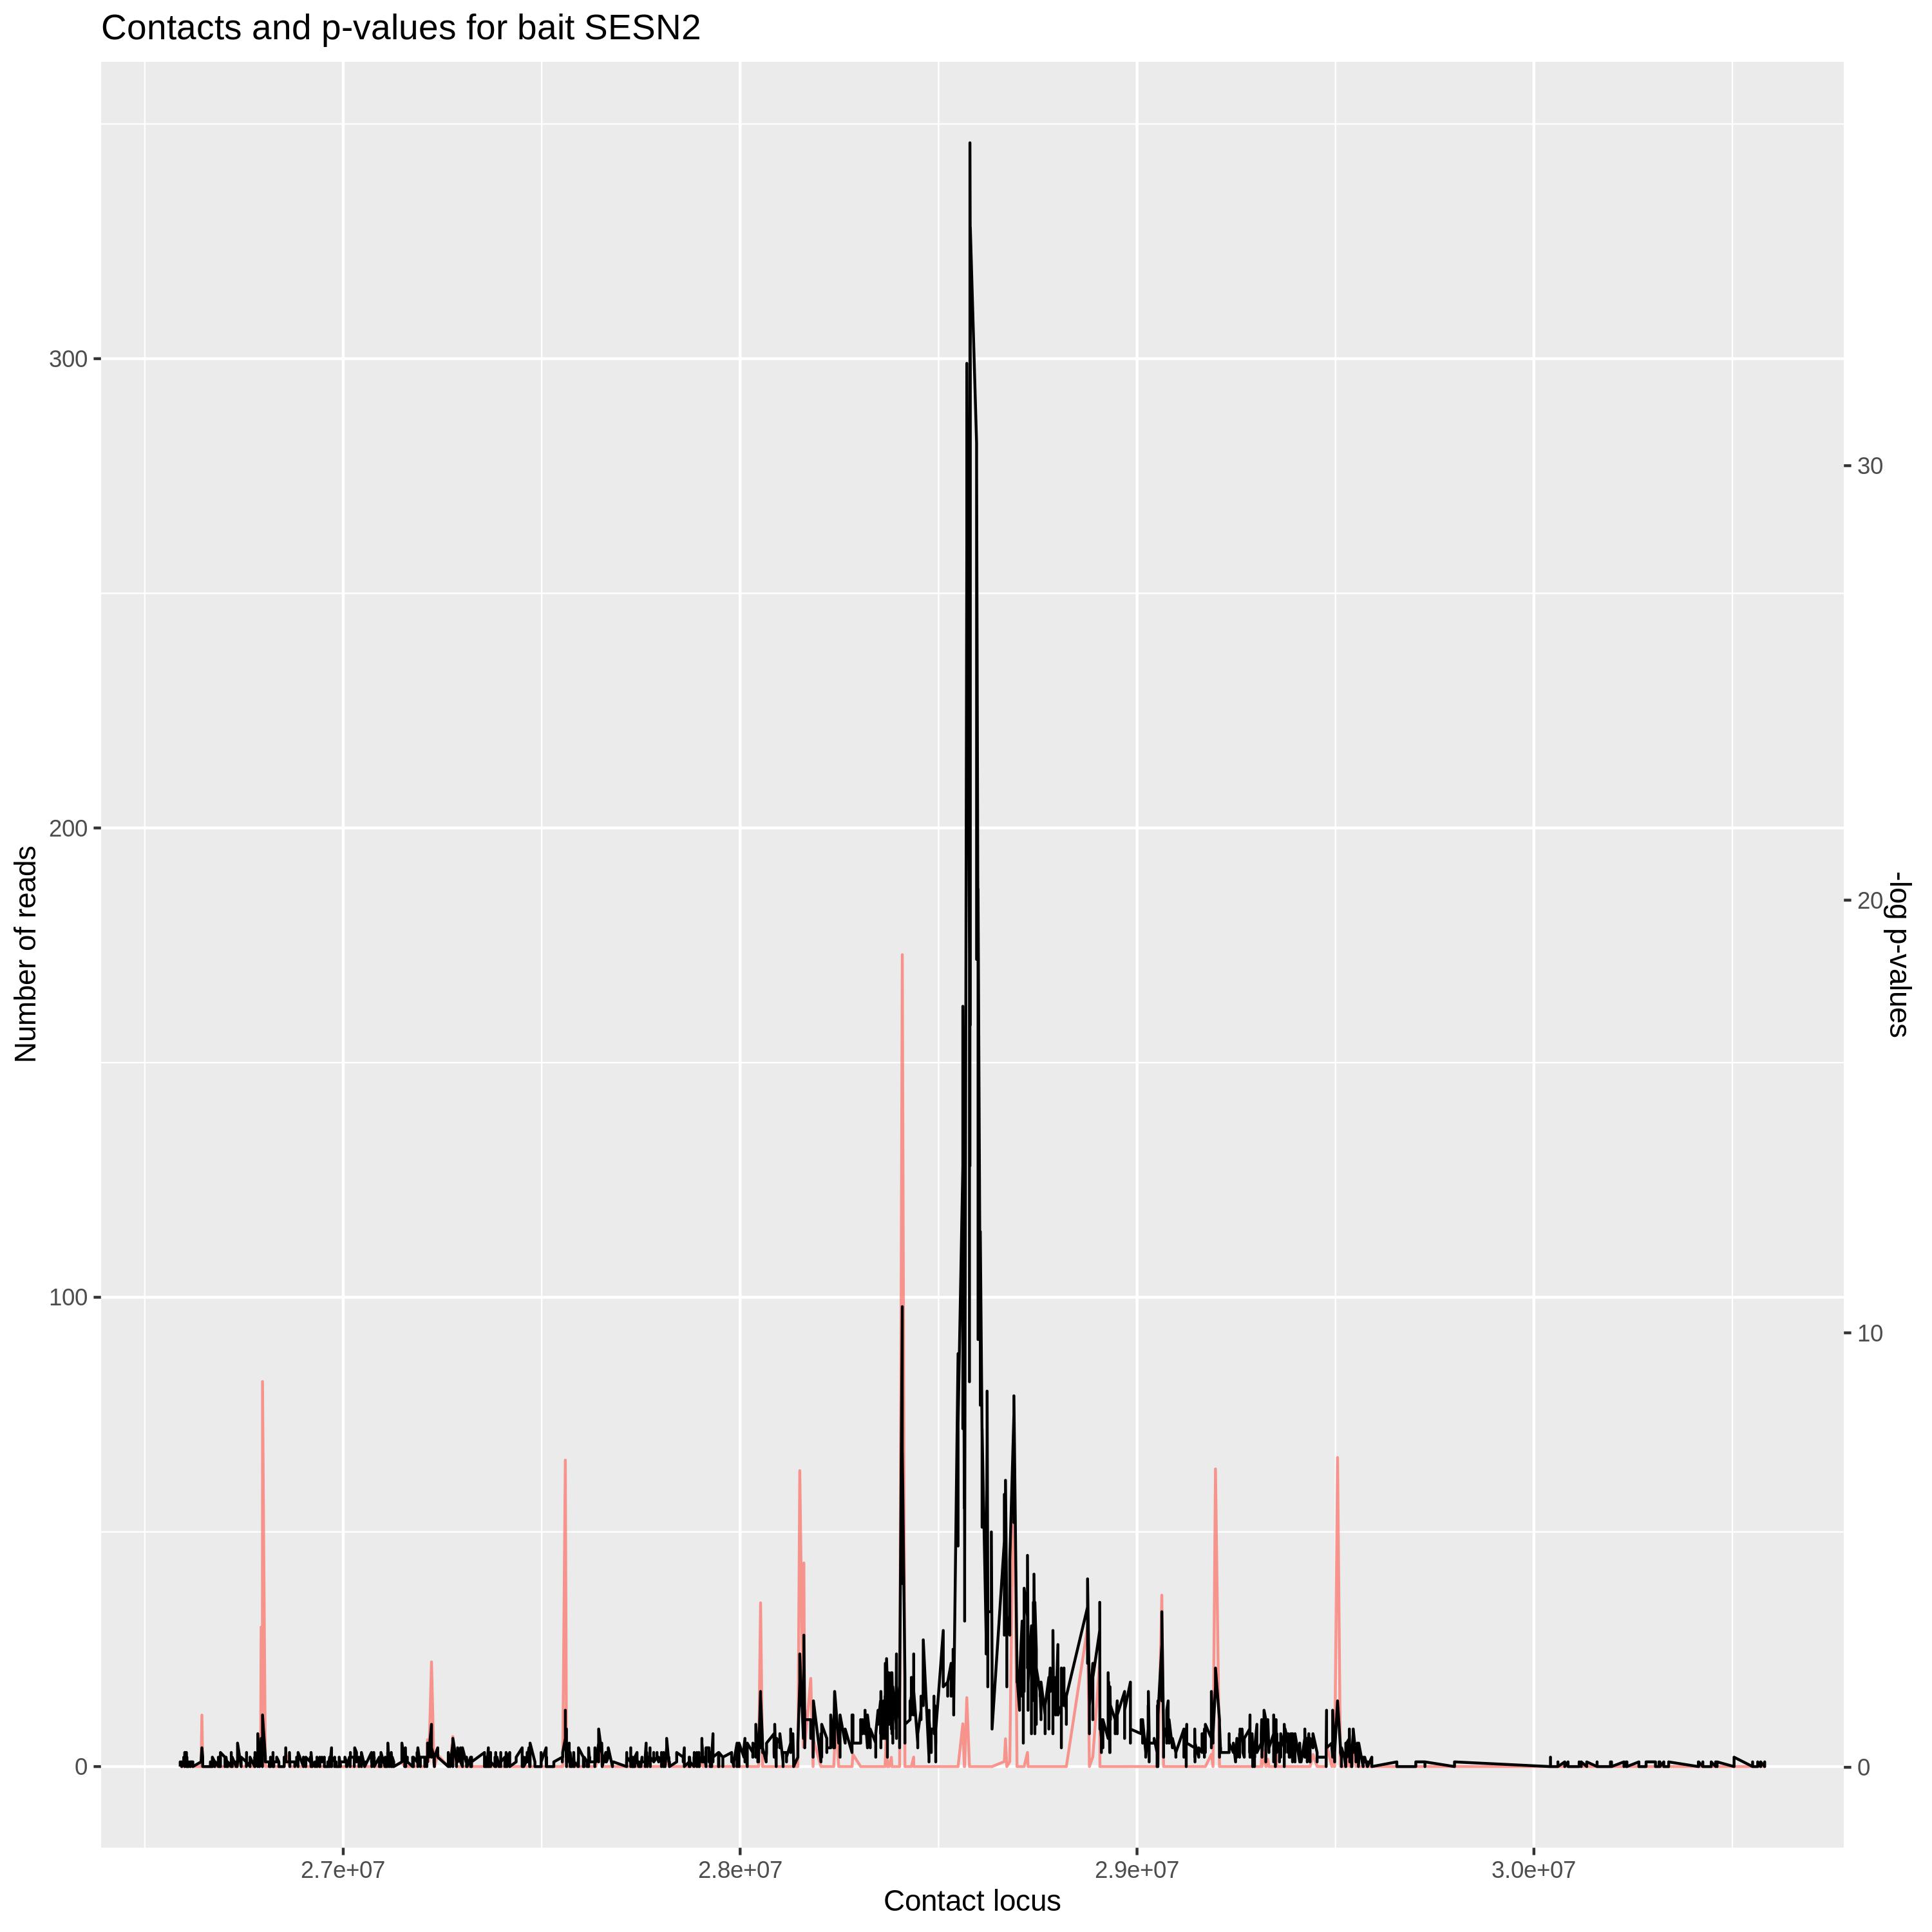 Contacts and p-values for bait SESN2
300
200
100
0
Number of reads
30
20
10
0
-log p-values
2.7e+07
2.8e+07
2.9e+07
3.0e+07
Contact locus